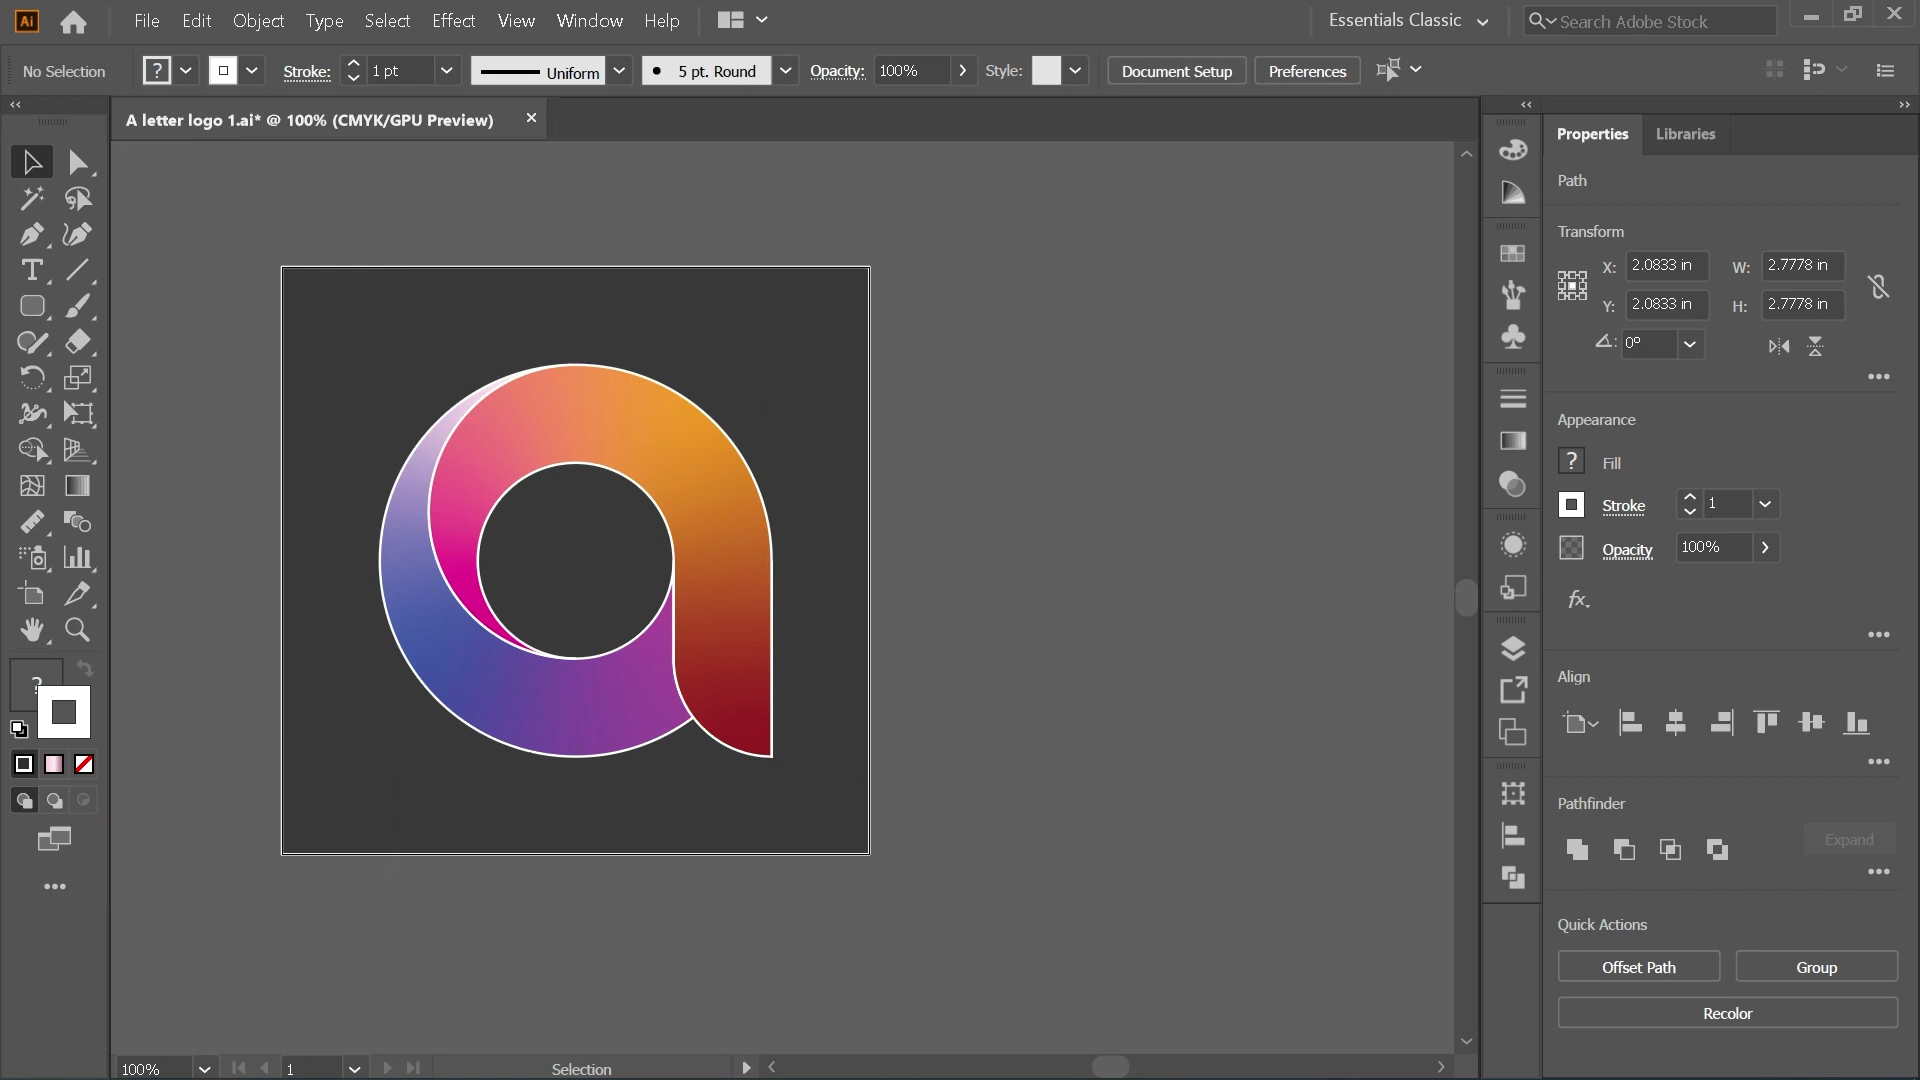 Ai File Edit Object Type Select Effect View Window Help Essentials Classic Search Adobe Stock
No Selection ? Stroke: 1 pt Uniform 5 pt. Round Opacity: 100% Style: Document Setup Preferences
A letter logo 1.ai* @ 100% (CMYK/GPU Preview)
Properties Libraries
Path
Transform
X: 2.0833 in W: 2.7778 in
Y: 2.0833 in H: 2.7778 in
0°
Appearance
? Fill
Stroke 1
Opacity 100%
fx.
Align
Pathfinder
Expand
Quick Actions
Offset Path Group
Recolor
?
100% 1 Selection